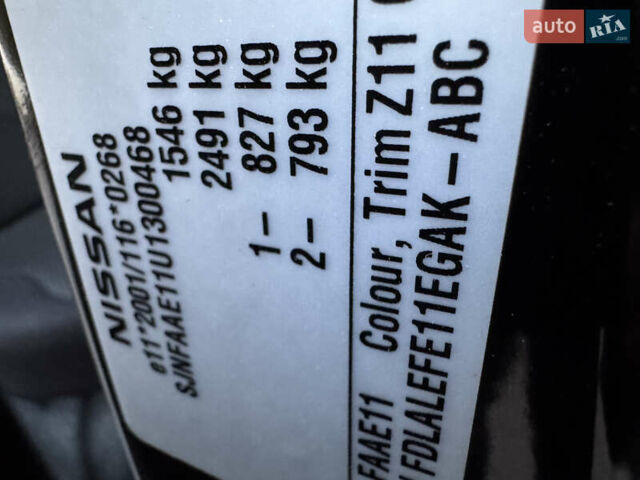 NISSAN
e11*2001/116*0268
SJNFAAE11U1300468
1546 kg
2491 kg
1– 827 kg
2– 793 kg
FAAE11 Colour, Trim Z11
FDLALEFE11EGAK–ABC
auto RIA .com